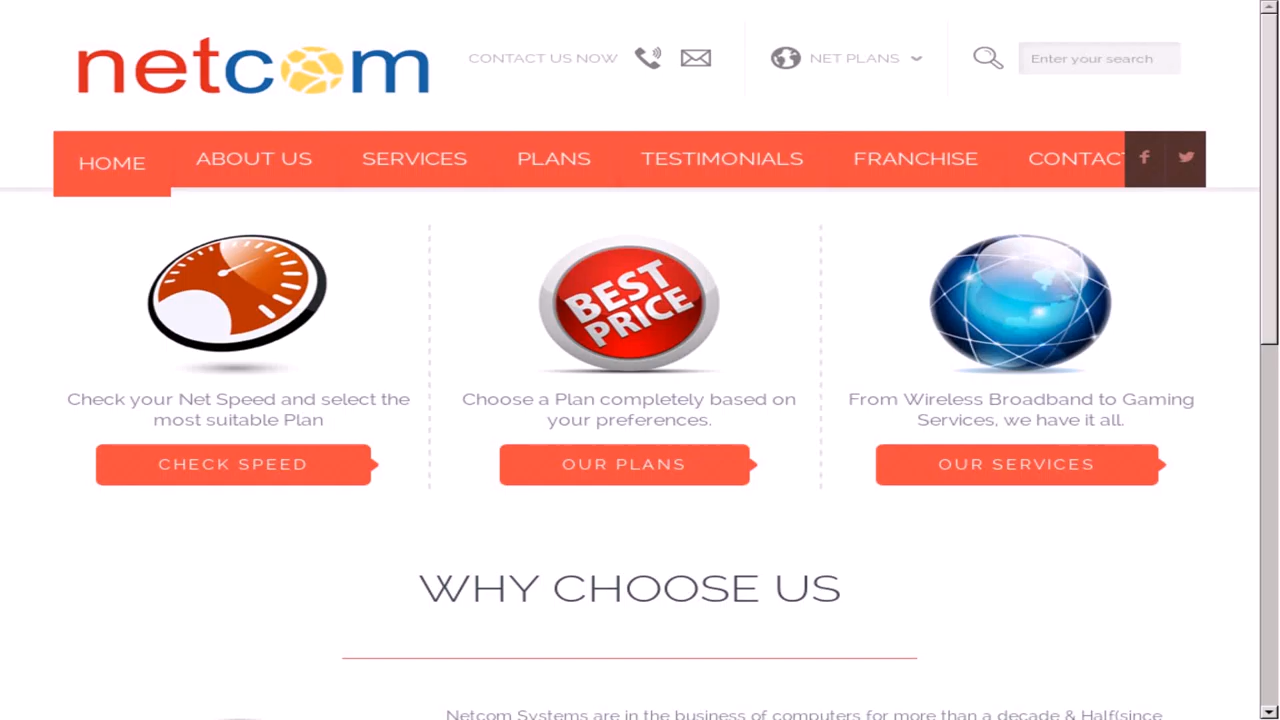 netcom
CONTACT US NOW
NET PLANS
Enter your search
HOME
ABOUT US
SERVICES
PLANS
TESTIMONIALS
FRANCHISE
CONTACT
BEST
PRICE
Check your Net Speed and select the
most suitable Plan
Choose a Plan completely based on
your preferences.
From Wireless Broadband to Gaming
Services, we have it all.
CHECK SPEED
OUR PLANS
OUR SERVICES
WHY CHOOSE US
Netcom Systems are in the business of computers for more than a decade & Half(since